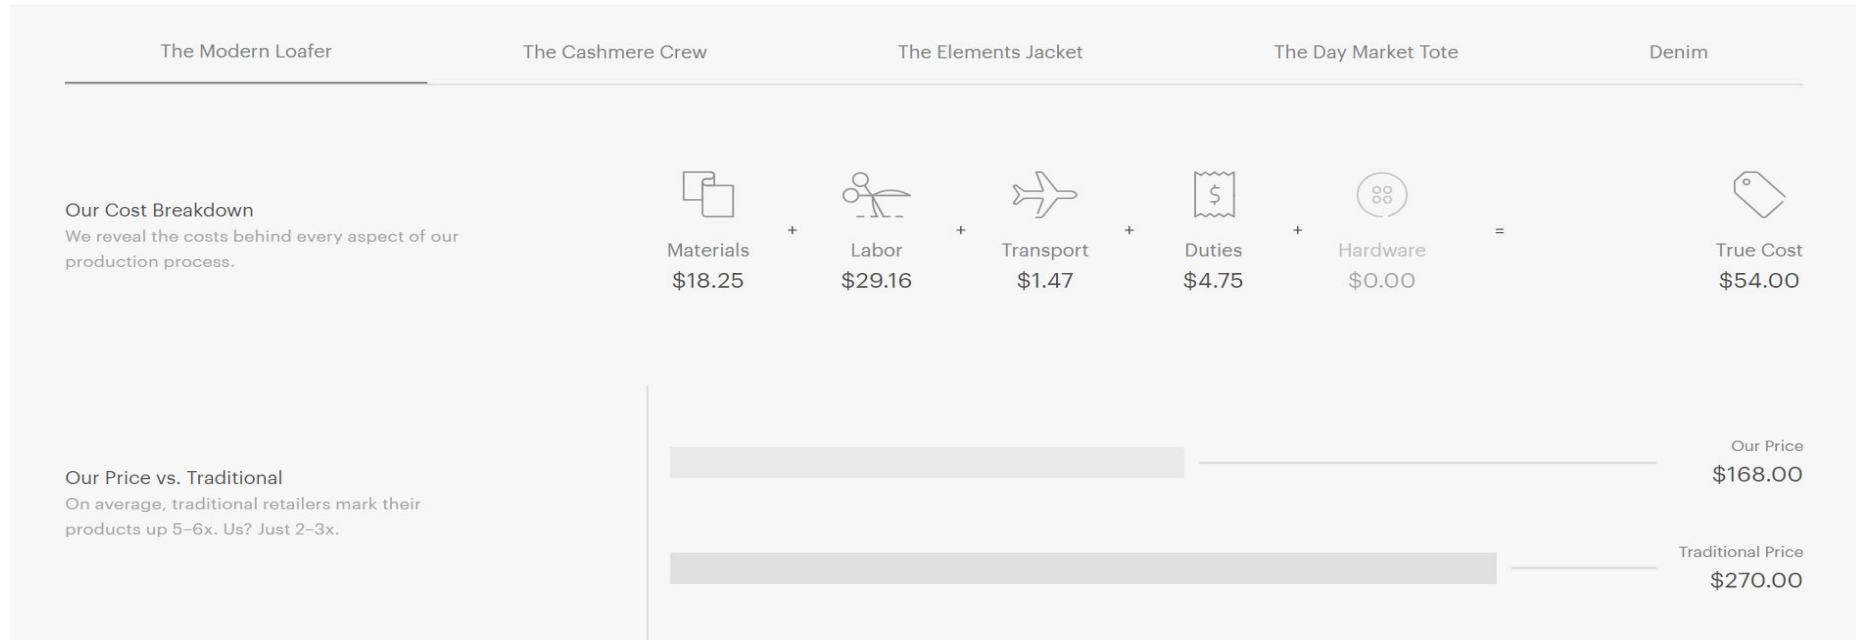 The Modern Loafer The Cashmere Crew The Elements Jacket The Day Market Tote Denim
Our Cost Breakdown
We reveal the costs behind every aspect of our
production process.
$
Materials + Labor + Transport + Duties + Hardware = True Cost
$18.25 $29.16 $1.47 $4.75 $0.00 $54.00
Our Price vs. Traditional
On average, traditional retailers mark their
products up 5–6x. Us? Just 2–3x.
Our Price
$168.00
Traditional Price
$270.00